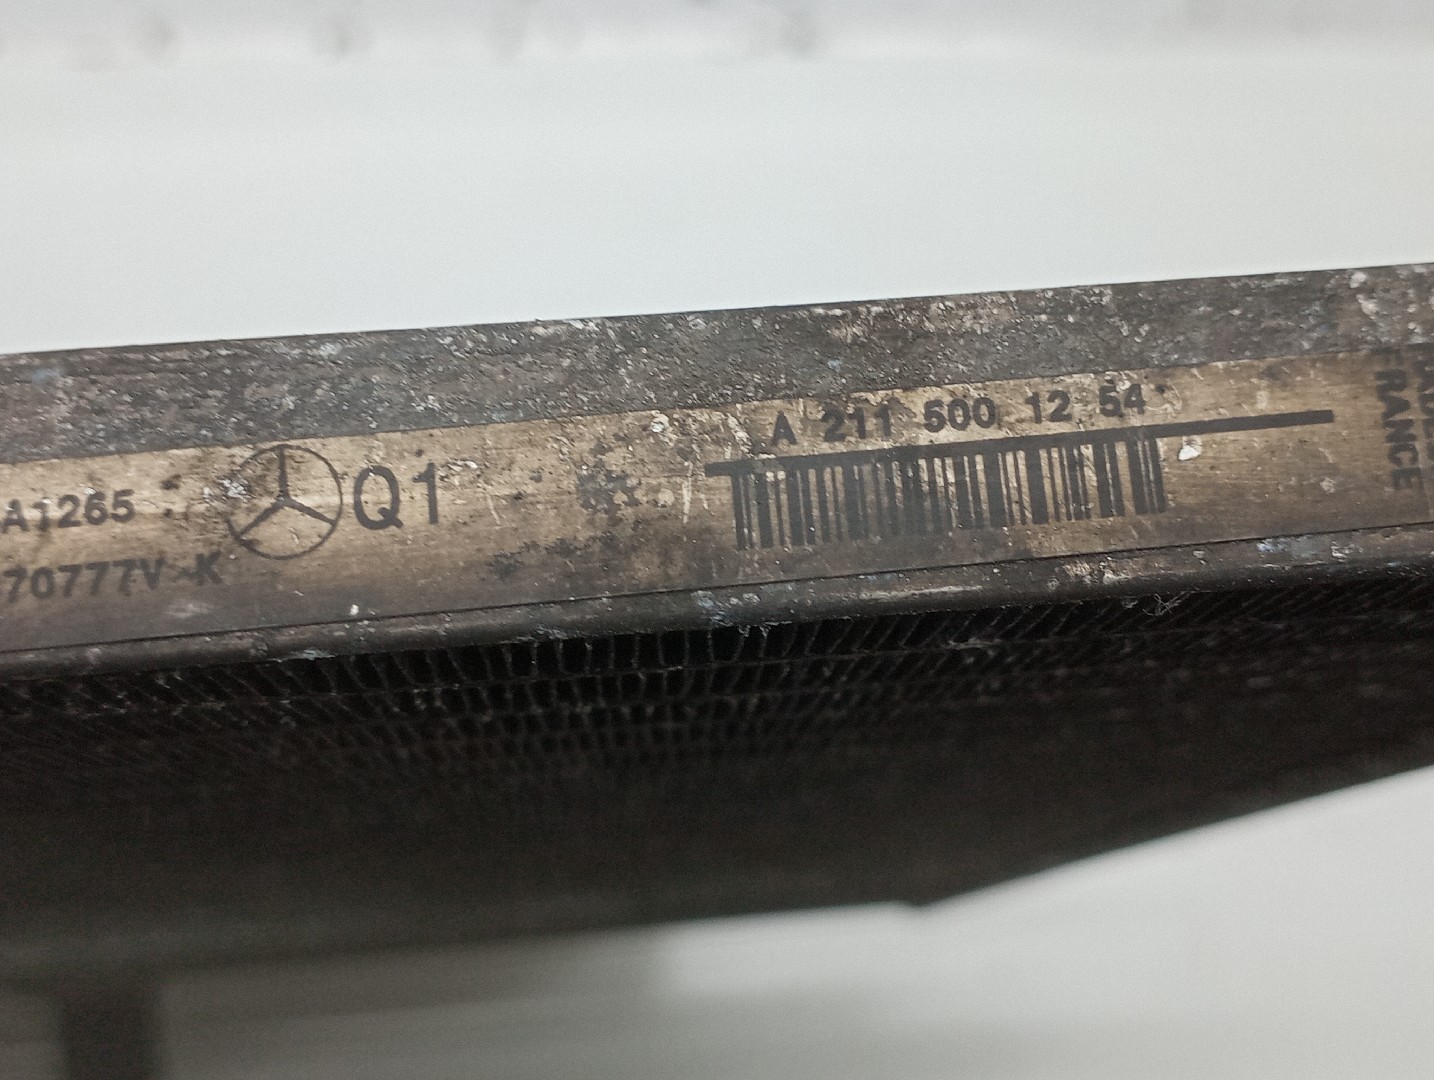 A1265
70777V K
Q1
A 211 500 12 54
FRANCE